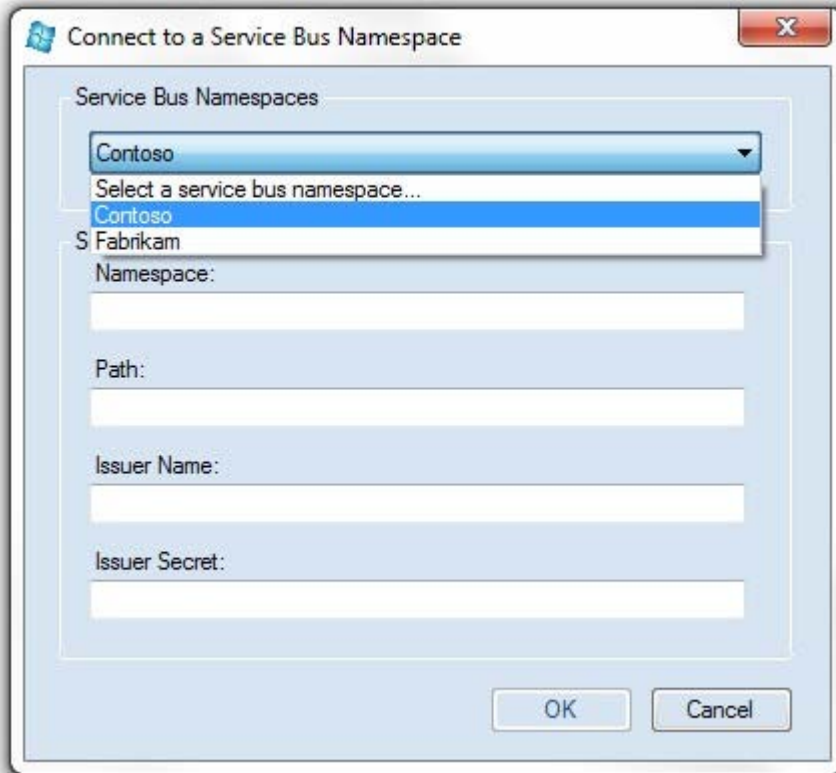 Connect to a Service Bus Namespace
Service Bus Namespaces
Contoso
Select a service bus namespace...
Contoso
Fabrikam
Namespace:
Path:
Issuer Name:
Issuer Secret:
OK
Cancel